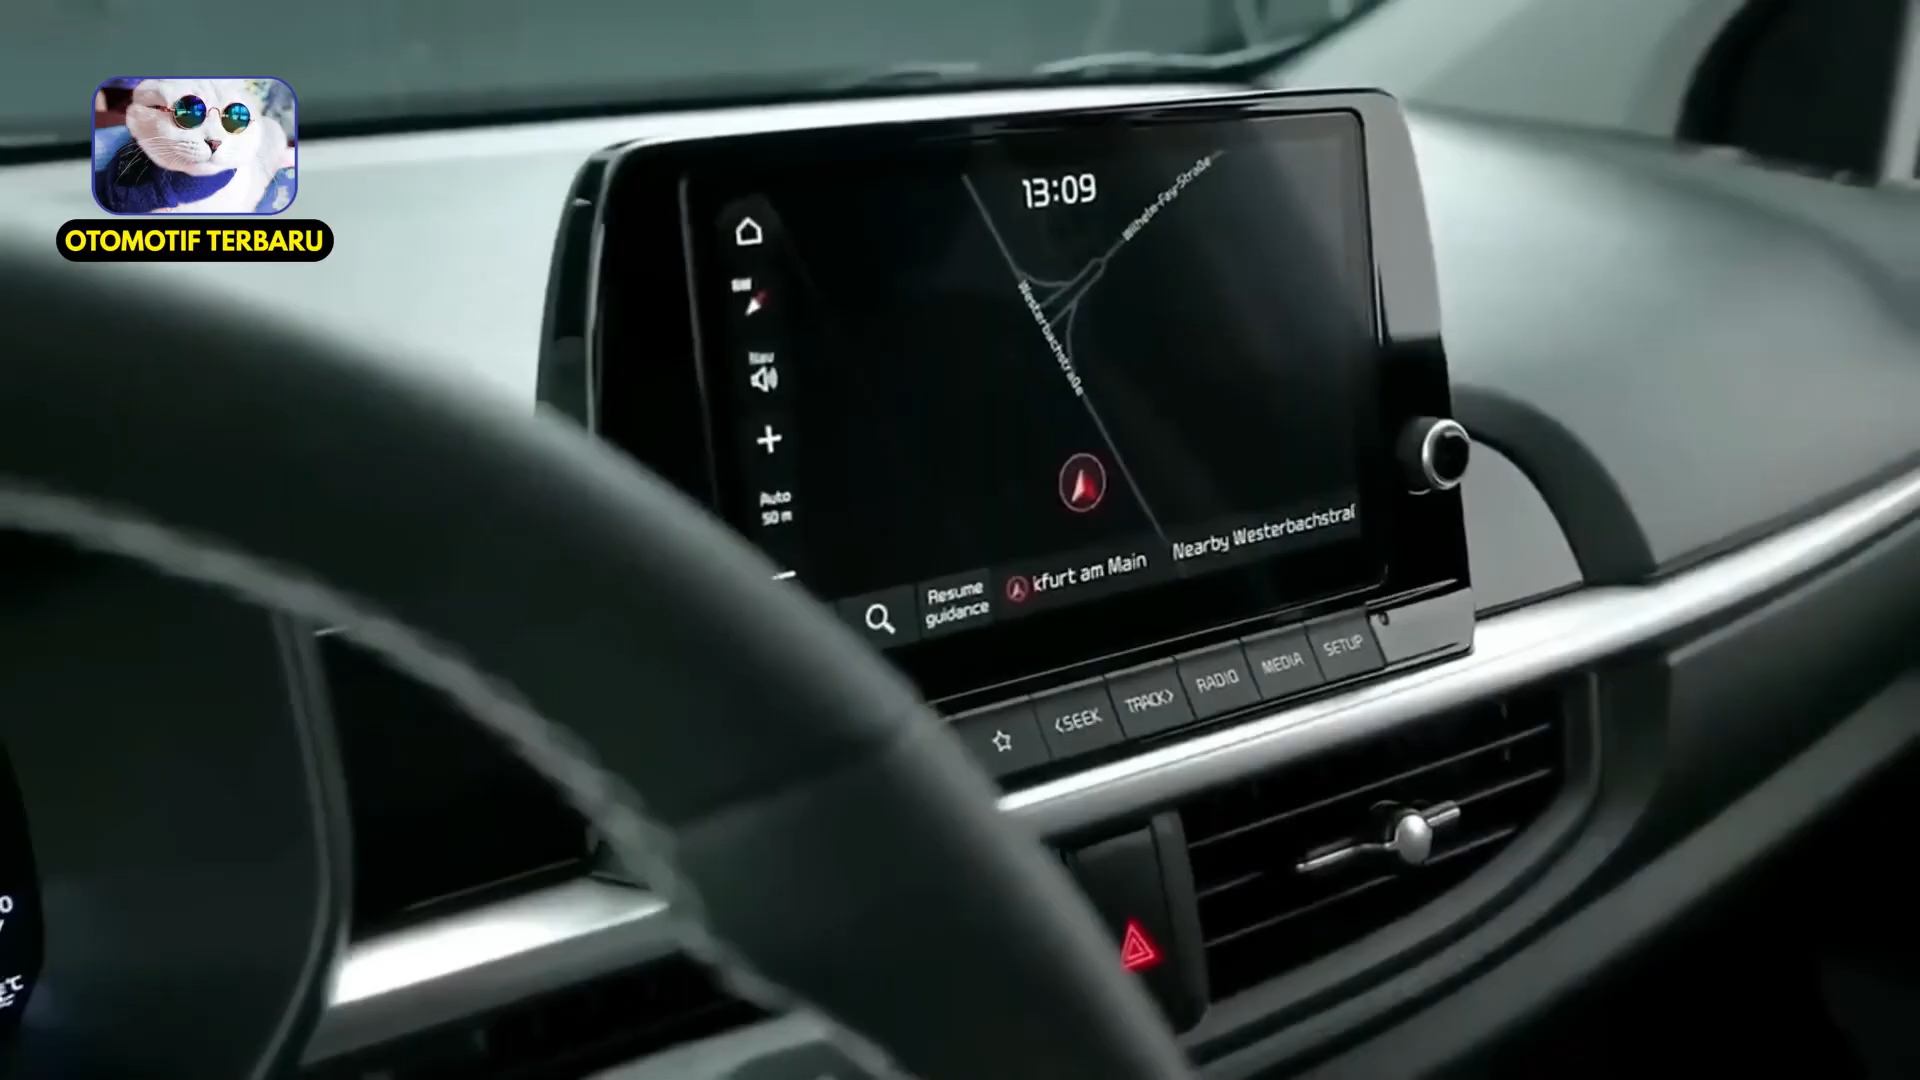 OTOMOTIF TERBARU
13:09
Wilhelm-Fay-Straße
Westerbachstraße
Nav
Auto
50 m
Resume
guidance
kfurt am Main
Nearby Westerbachstraß
<SEEK
TRACK>
RADIO
MEDIA
SETUP